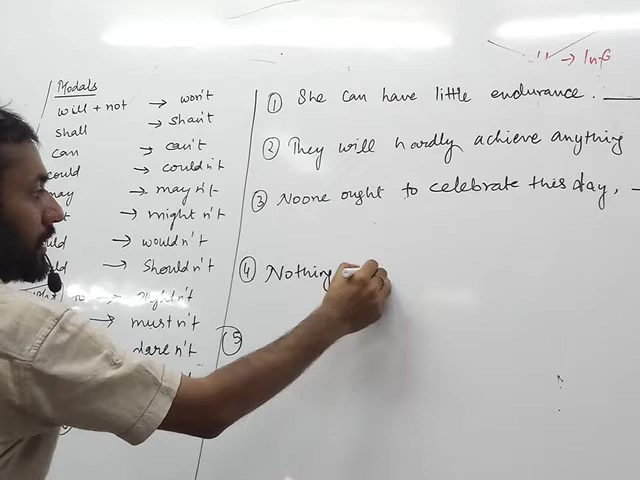 Modals
will + not → won't
shall → shan't
can → can't
could → couldn't
may → mayn't
→ mightn't
→ wouldn't
→ shouldn't
→ mustn't
daren't
→ Inf
① She can have little endurance.
② They will hardly achieve anything
③ Noone ought to celebrate this day,
④ Nothing
⑤